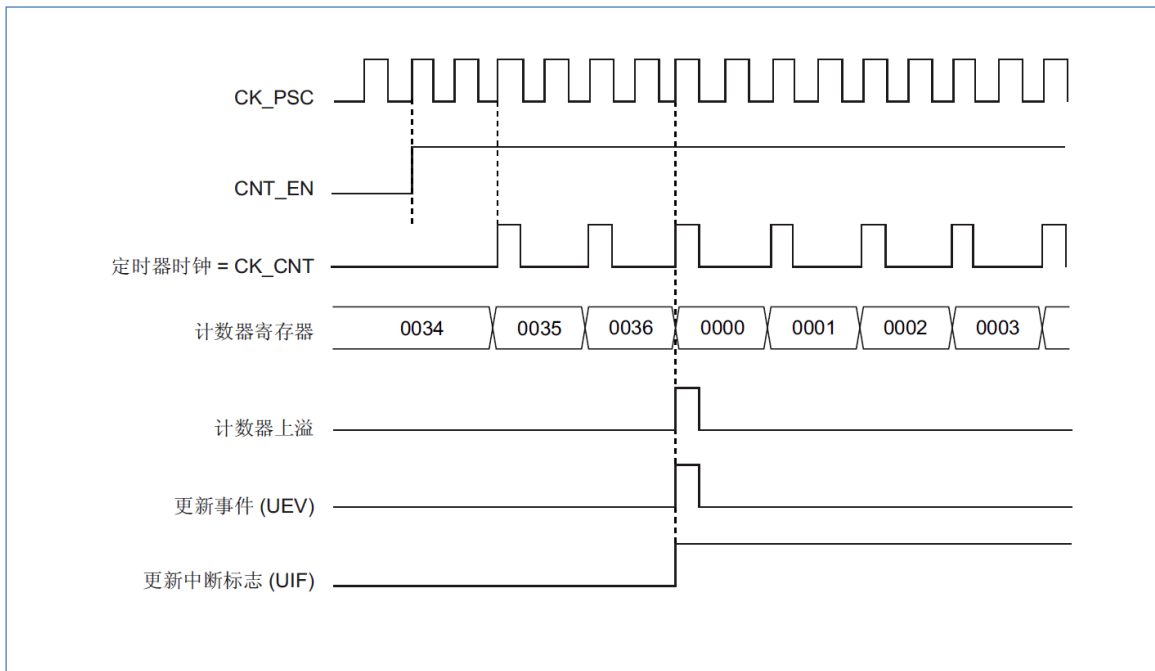 CK_PSC
CNT_EN
定时器时钟 = CK_CNT
计数器寄存器 0034 0035 0036 0000 0001 0002 0003
计数器上溢
更新事件 (UEV)
更新中断标志 (UIF)